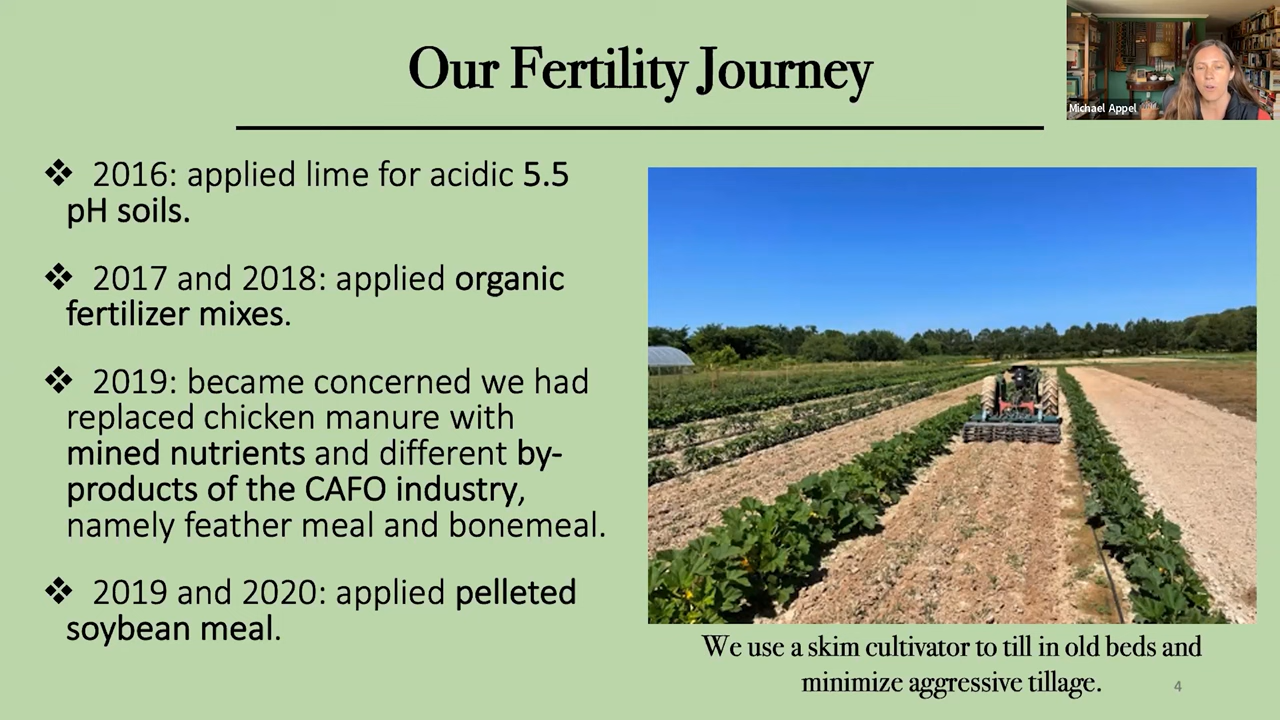 Our Fertility Journey
Michael Appel
❖ 2016: applied lime for acidic 5.5
pH soils.
❖ 2017 and 2018: applied organic
fertilizer mixes.
❖ 2019: became concerned we had
replaced chicken manure with
mined nutrients and different by-
products of the CAFO industry,
namely feather meal and bonemeal.
❖ 2019 and 2020: applied pelleted
soybean meal.
We use a skim cultivator to till in old beds and
minimize aggressive tillage.
4